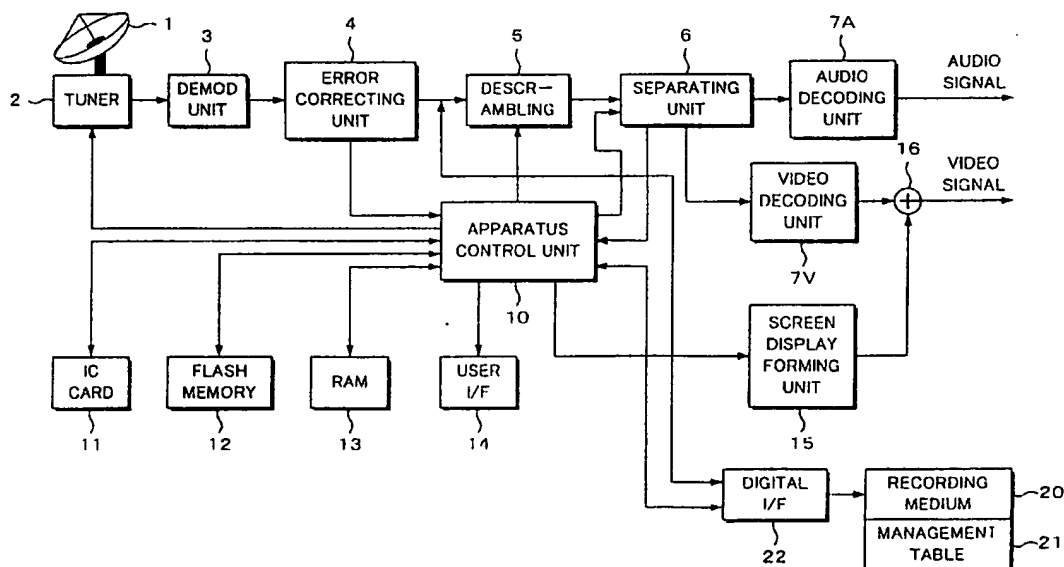 1
2
TUNER
3
DEMOD
UNIT
4
ERROR
CORRECTING
UNIT
5
DESCR-
AMBLING
6
SEPARATING
UNIT
7A
AUDIO
DECODING
UNIT
AUDIO
SIGNAL
VIDEO
DECODING
UNIT
7V
16
VIDEO
SIGNAL
APPARATUS
CONTROL UNIT
10
SCREEN
DISPLAY
FORMING
UNIT
15
IC
CARD
11
FLASH
MEMORY
12
RAM
13
USER
I/F
14
DIGITAL
I/F
22
RECORDING
MEDIUM
20
MANAGEMENT
TABLE
21